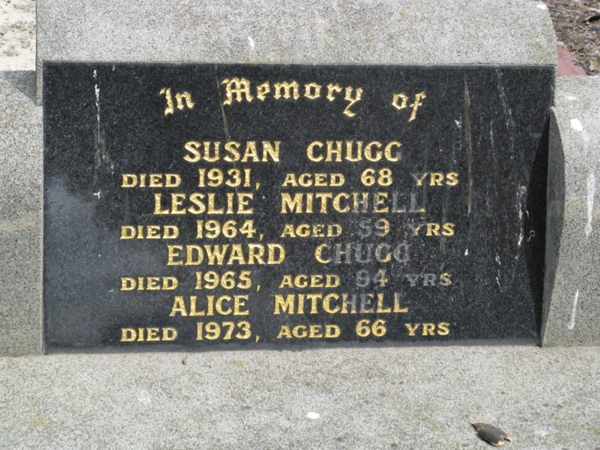 In Memory of
SUSAN CHUGG
DIED 1931, AGED 68 YRS
LESLIE MITCHELL
DIED 1964, AGED 59 YRS
EDWARD CHUGG
DIED 1965, AGED 94 YRS
ALICE MITCHELL
DIED 1973, AGED 66 YRS